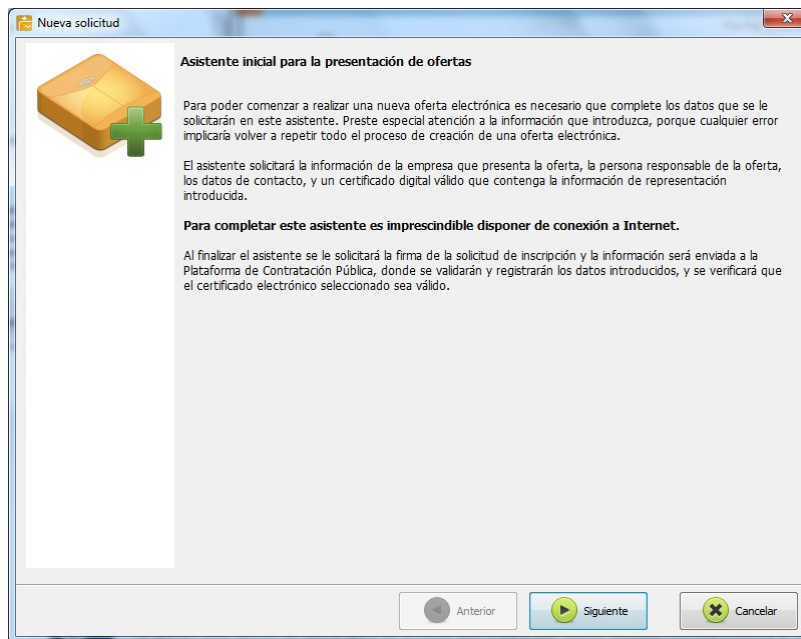 Nueva solicitud
Asistente inicial para la presentación de ofertas
Para poder comenzar a realizar una nueva oferta electrónica es necesario que complete los datos que se le
solicitarán en este asistente. Preste especial atención a la información que introduzca, porque cualquier error
implicaría volver a repetir todo el proceso de creación de una oferta electrónica.
El asistente solicitará la información de la empresa que presenta la oferta, la persona responsable de la oferta,
los datos de contacto, y un certificado digital válido que contenga la información de representación
introducida.
Para completar este asistente es imprescindible disponer de conexión a Internet.
Al finalizar el asistente se le solicitará la firma de la solicitud de inscripción y la información será enviada a la
Plataforma de Contratación Pública, donde se validarán y registrarán los datos introducidos, y se verificará que
el certificado electrónico seleccionado sea válido.
Anterior
Siguiente
Cancelar